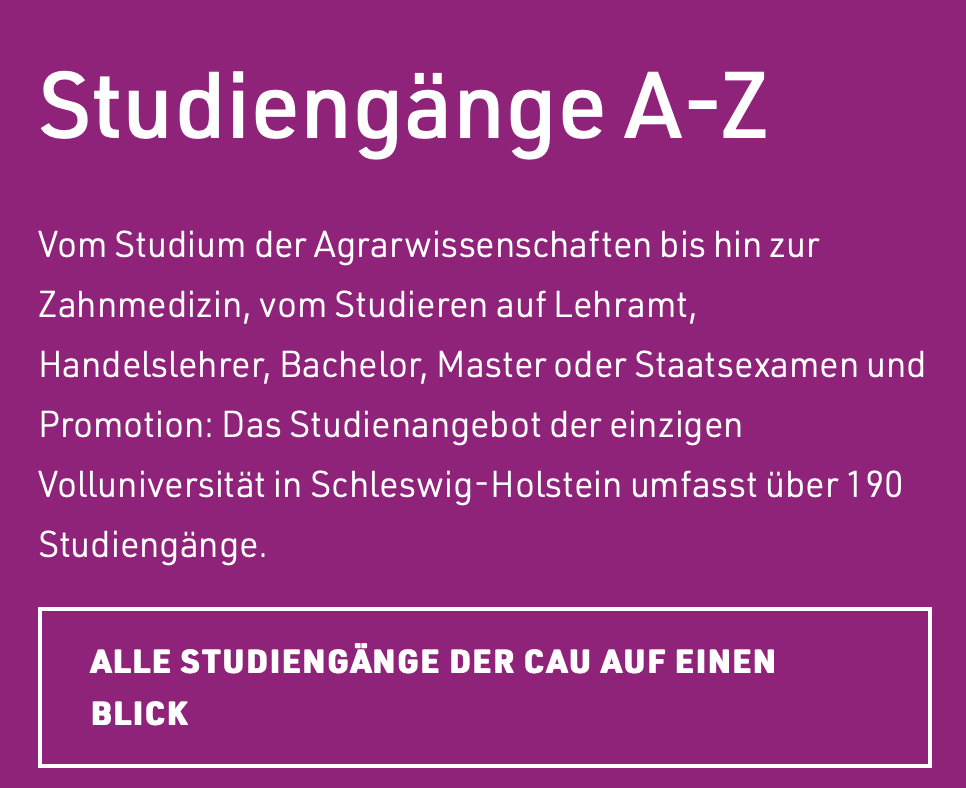 Studiengänge A-Z
Vom Studium der Agrarwissenschaften bis hin zur
Zahnmedizin, vom Studieren auf Lehramt,
Handelslehrer, Bachelor, Master oder Staatsexamen und
Promotion: Das Studienangebot der einzigen
Volluniversität in Schleswig-Holstein umfasst über 190
Studiengänge.
ALLE STUDIENGÄNGE DER CAU AUF EINEN
BLICK